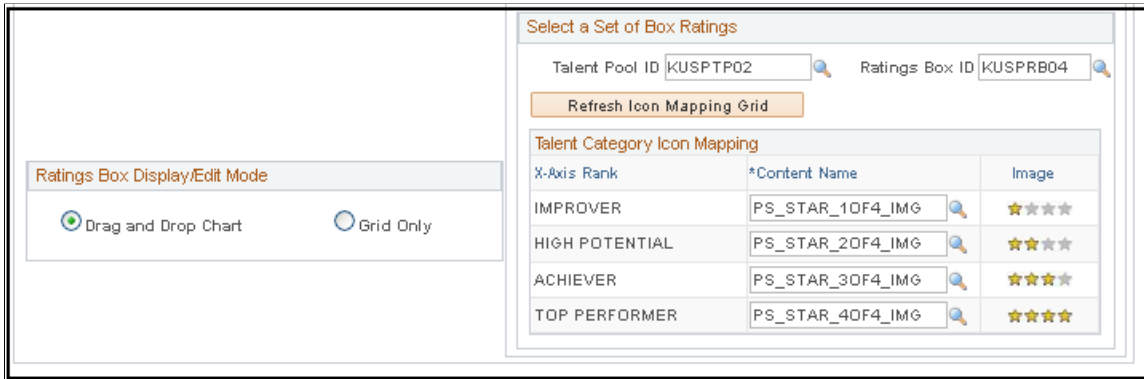 Select a Set of Box Ratings
Talent Pool ID KUSPTP02 Ratings Box ID KUSPRB04
Refresh Icon Mapping Grid
Talent Category Icon Mapping
Ratings Box Display/Edit Mode
X-Axis Rank *Content Name Image
IMPROVER PS_STAR_1OF4_IMG
Drag and Drop Chart Grid Only
HIGH POTENTIAL PS_STAR_2OF4_IMG
ACHIEVER PS_STAR_3OF4_IMG
TOP PERFORMER PS_STAR_4OF4_IMG